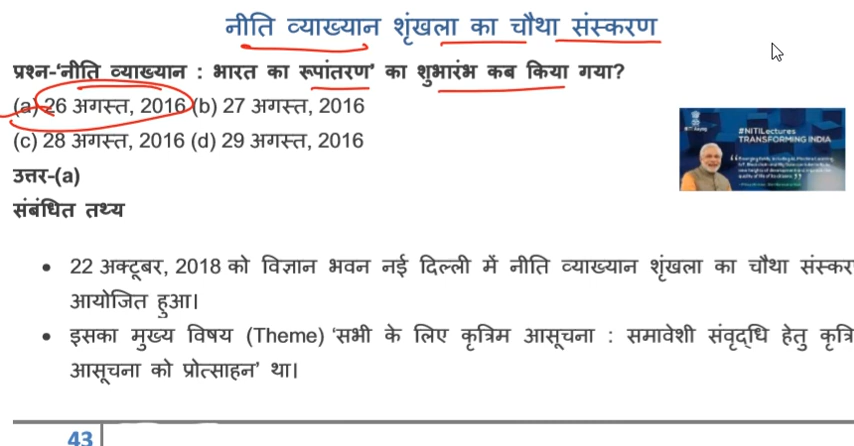 नीति व्याख्यान शृंखला का चौथा संस्करण
प्रश्न-‘नीति व्याख्यान : भारत का रूपांतरण’ का शुभारंभ कब किया गया?
(a) 26 अगस्त, 2016 (b) 27 अगस्त, 2016
(c) 28 अगस्त, 2016 (d) 29 अगस्त, 2016
#NITILectures
TRANSFORMING INDIA
उत्तर-(a)
संबंधित तथ्य
• 22 अक्टूबर, 2018 को विज्ञान भवन नई दिल्ली में नीति व्याख्यान शृंखला का चौथा संस्कर
आयोजित हुआ।
• इसका मुख्य विषय (Theme) ‘सभी के लिए कृत्रिम आसूचना : समावेशी संवृद्धि हेतु कृत्रि
आसूचना को प्रोत्साहन’ था।
43